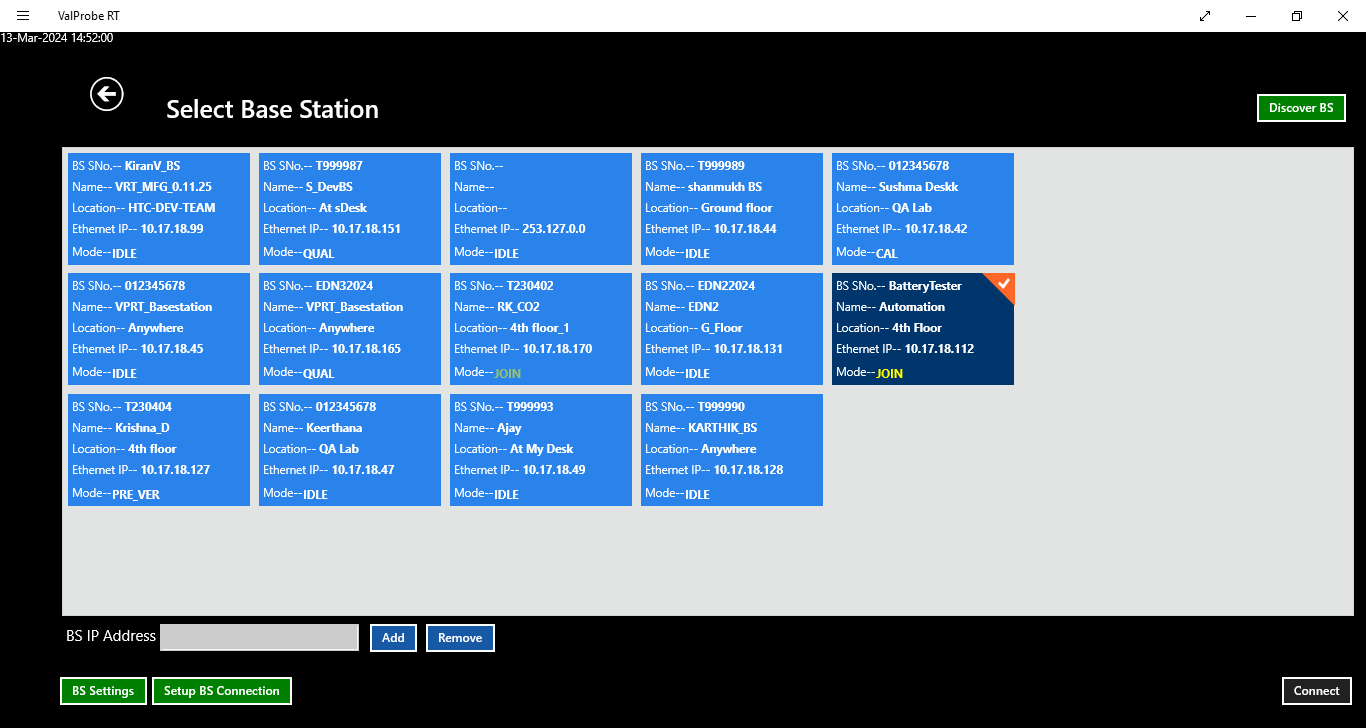 ValProbe RT
13-Mar-2024 14:52:00
Select Base Station
Discover BS
BS SNo.-- KiranV_BS
Name-- VRT_MFG_0.11.25
Location-- HTC-DEV-TEAM
Ethernet IP-- 10.17.18.99
Mode--IDLE
BS SNo.-- T999987
Name-- S_DevBS
Location-- At sDesk
Ethernet IP-- 10.17.18.151
Mode--QUAL
BS SNo.--
Name--
Location--
Ethernet IP-- 253.127.0.0
Mode--IDLE
BS SNo.-- T999989
Name-- shanmukh BS
Location-- Ground floor
Ethernet IP-- 10.17.18.44
Mode--IDLE
BS SNo.-- 012345678
Name-- Sushma Deskk
Location-- QA Lab
Ethernet IP-- 10.17.18.42
Mode--CAL
BS SNo.-- 012345678
Name-- VPRT_Basestation
Location-- Anywhere
Ethernet IP-- 10.17.18.45
Mode--IDLE
BS SNo.-- EDN32024
Name-- VPRT_Basestation
Location-- Anywhere
Ethernet IP-- 10.17.18.165
Mode--QUAL
BS SNo.-- T230402
Name-- RK_CO2
Location-- 4th floor_1
Ethernet IP-- 10.17.18.170
Mode--JOIN
BS SNo.-- EDN22024
Name-- EDN2
Location-- G_Floor
Ethernet IP-- 10.17.18.131
Mode--IDLE
BS SNo.-- BatteryTester
Name-- Automation
Location-- 4th Floor
Ethernet IP-- 10.17.18.112
Mode--JOIN
BS SNo.-- T230404
Name-- Krishna_D
Location-- 4th floor
Ethernet IP-- 10.17.18.127
Mode--PRE_VER
BS SNo.-- 012345678
Name-- Keerthana
Location-- QA Lab
Ethernet IP-- 10.17.18.47
Mode--IDLE
BS SNo.-- T999993
Name-- Ajay
Location-- At My Desk
Ethernet IP-- 10.17.18.49
Mode--IDLE
BS SNo.-- T999990
Name-- KARTHIK_BS
Location-- Anywhere
Ethernet IP-- 10.17.18.128
Mode--IDLE
BS IP Address
Add
Remove
BS Settings
Setup BS Connection
Connect